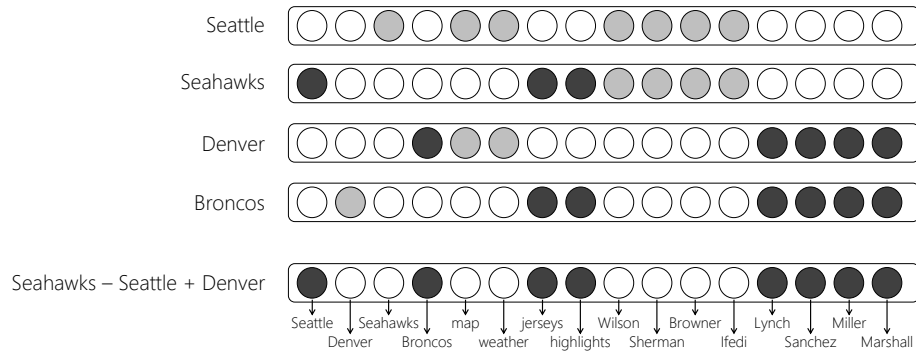 Seattle
Seahawks
Denver
Broncos
Seahawks – Seattle + Denver
Seattle Seahawks map jerseys Wilson Browner Lynch Miller
Denver Broncos weather highlights Sherman Ifedi Sanchez Marshall